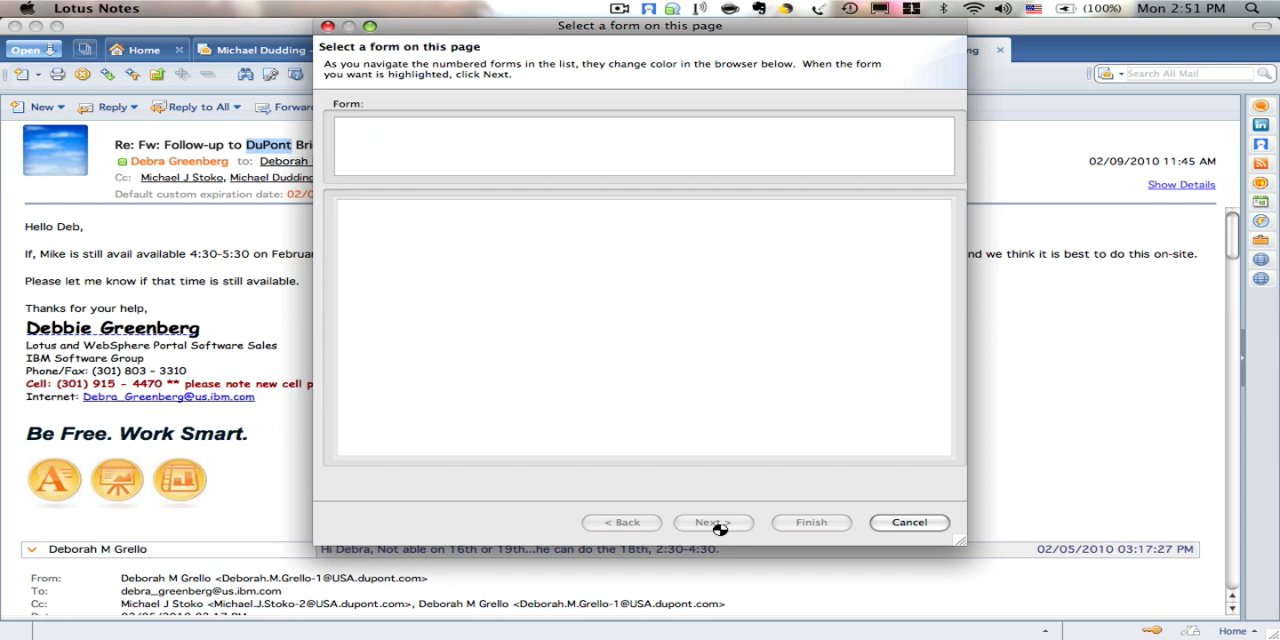 Lotus Notes
(100%)
Mon 2:51 PM
Select a form on this page
Open
Home
Michael Dudding
ng
Select a form on this page
As you navigate the numbered forms in the list, they change color in the browser below. When the form
you want is highlighted, click Next.
Search All Mail
New
Reply
Reply to All
Forward
Form:
Re: Fw: Follow-up to DuPont Bri
Debra Greenberg to: Deborah
02/09/2010 11:45 AM
Cc: Michael J Stoko, Michael Dudding
Show Details
Default custom expiration date: 02/0
Hello Deb,
If, Mike is still avail available 4:30-5:30 on Februar
nd we think it is best to do this on-site.
Please let me know if that time is still available.
Thanks for your help,
Debbie Greenberg
Lotus and WebSphere Portal Software Sales
IBM Software Group
Phone/Fax: (301) 803 - 3310
Cell: (301) 915 - 4470 ** please note new cell p
Internet: Debra_Greenberg@us.ibm.com
Be Free. Work Smart.
< Back
Next >
Finish
Cancel
Deborah M Grello
Hi Debra, Not able on 16th or 19th...he can do the 18th, 2:30-4:30.
02/05/2010 03:17:27 PM
From: Deborah M Grello <Deborah.M.Grello-1@USA.dupont.com>
To: debra_greenberg@us.ibm.com
Cc: Michael J Stoko <Michael.J.Stoko-2@USA.dupont.com>, Deborah M Grello <Deborah.M.Grello-1@USA.dupont.com>
Home